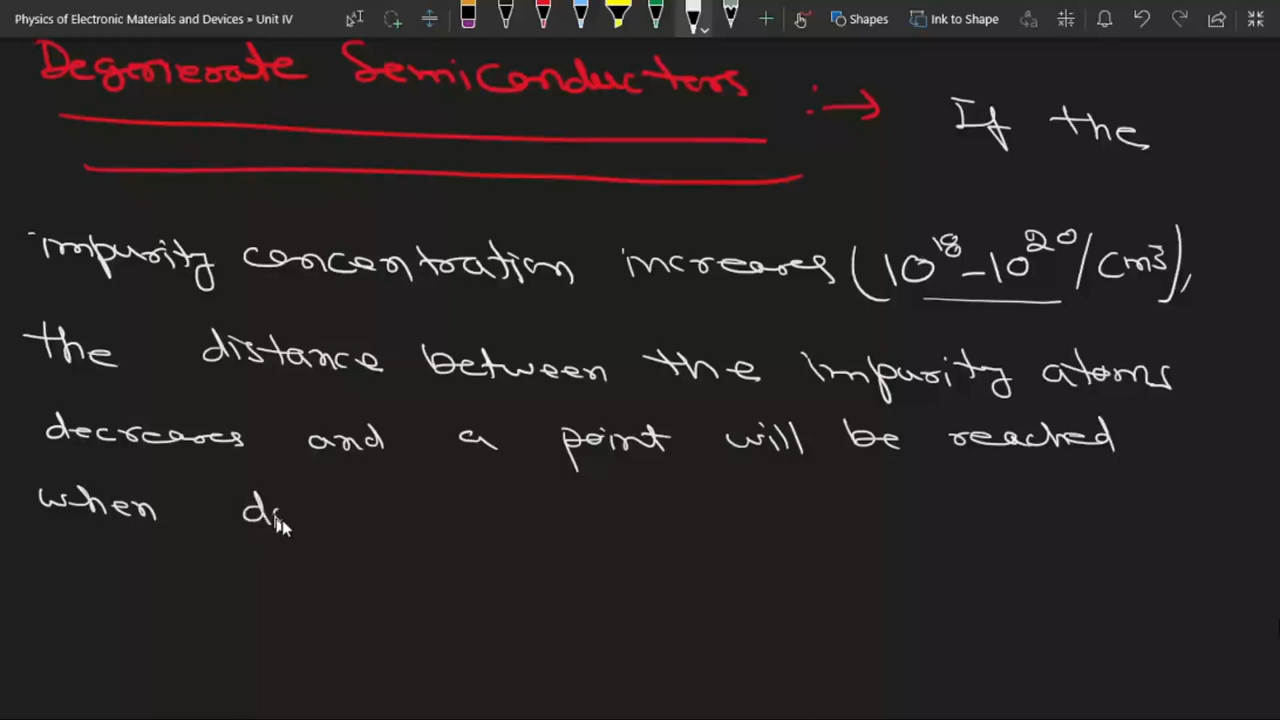 Physics of Electronic Materials and Devices » Unit IV
Shapes
Ink to Shape
Degenerate Semiconductors :→ If the
impurity concentration increases (10¹⁸-10²⁰/cm³),
the distance between the impurity atoms
decreases and a point will be reached
when do